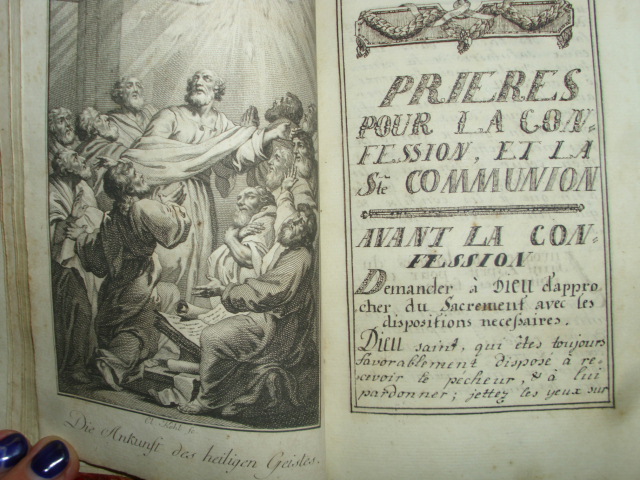 Die Ankunft des heiligen Geistes.
PRIERES
POUR LA CON-
FESSION, ET LA
Ste COMMUNION
AVANT LA CON-
FESSION
Demander à DIEU d'appro
cher du Sacrement avec les
dispositions necessaires.
DIEU saint, qui êtes toujours
favorablement disposé à re-
cevoir le pecheur, & à lui
pardonner; jettez les yeux sur